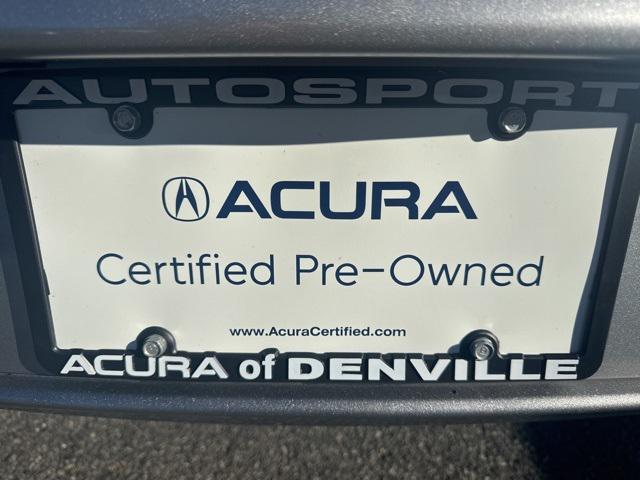 AUTOSPORT
ACURA
Certified Pre-Owned
www.AcuraCertified.com
ACURA of DENVILLE